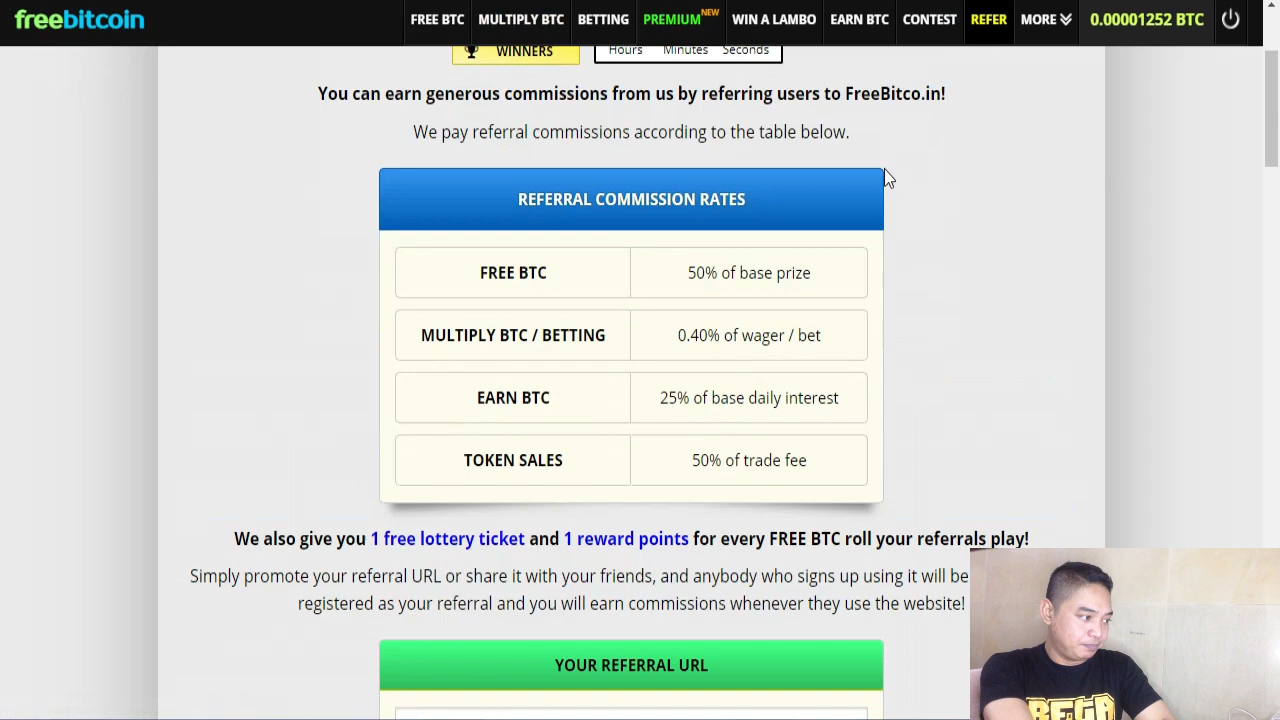 freebitcoin FREE BTC MULTIPLY BTC BETTING PREMIUM NEW WIN A LAMBO EARN BTC CONTEST REFER MORE 0.00001252 BTC
WINNERS Hours Minutes Seconds
You can earn generous commissions from us by referring users to FreeBitco.in!
We pay referral commissions according to the table below.
REFERRAL COMMISSION RATES
FREE BTC 50% of base prize
MULTIPLY BTC / BETTING 0.40% of wager / bet
EARN BTC 25% of base daily interest
TOKEN SALES 50% of trade fee
We also give you 1 free lottery ticket and 1 reward points for every FREE BTC roll your referrals play!
Simply promote your referral URL or share it with your friends, and anybody who signs up using it will be
registered as your referral and you will earn commissions whenever they use the website!
YOUR REFERRAL URL